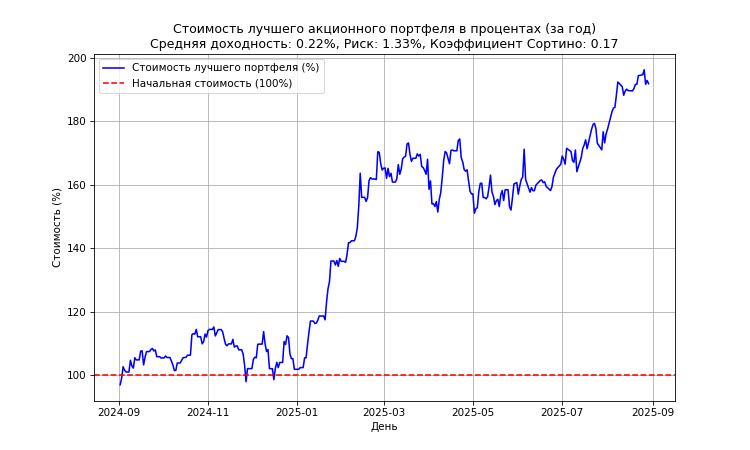 Стоимость лучшего акционного портфеля в процентах (за год)
Средняя доходность: 0.22%, Риск: 1.33%, Коэффициент Сортино: 0.17
Стоимость лучшего портфеля (%)
Начальная стоимость (100%)
Стоимость (%)
200
180
160
140
120
100
2024-09
2024-11
2025-01
2025-03
2025-05
2025-07
2025-09
День